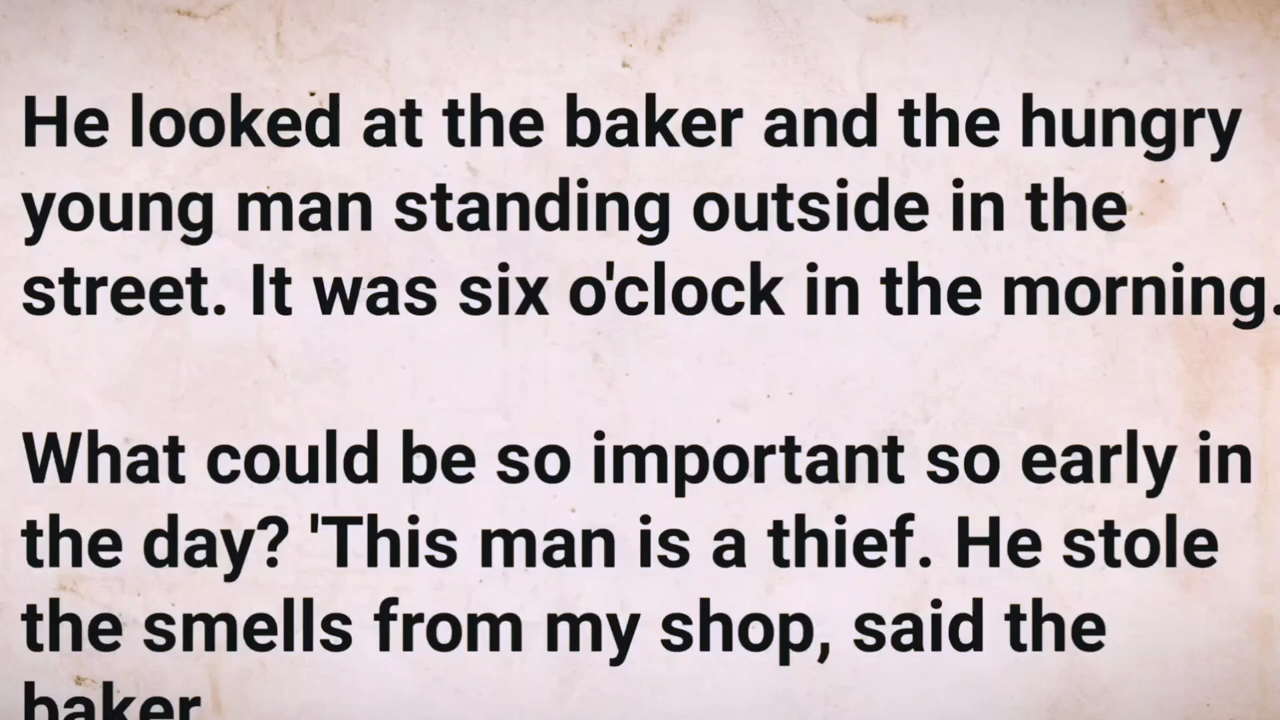 He looked at the baker and the hungry
young man standing outside in the
street. It was six o'clock in the morning.
What could be so important so early in
the day? 'This man is a thief. He stole
the smells from my shop, said the
baker